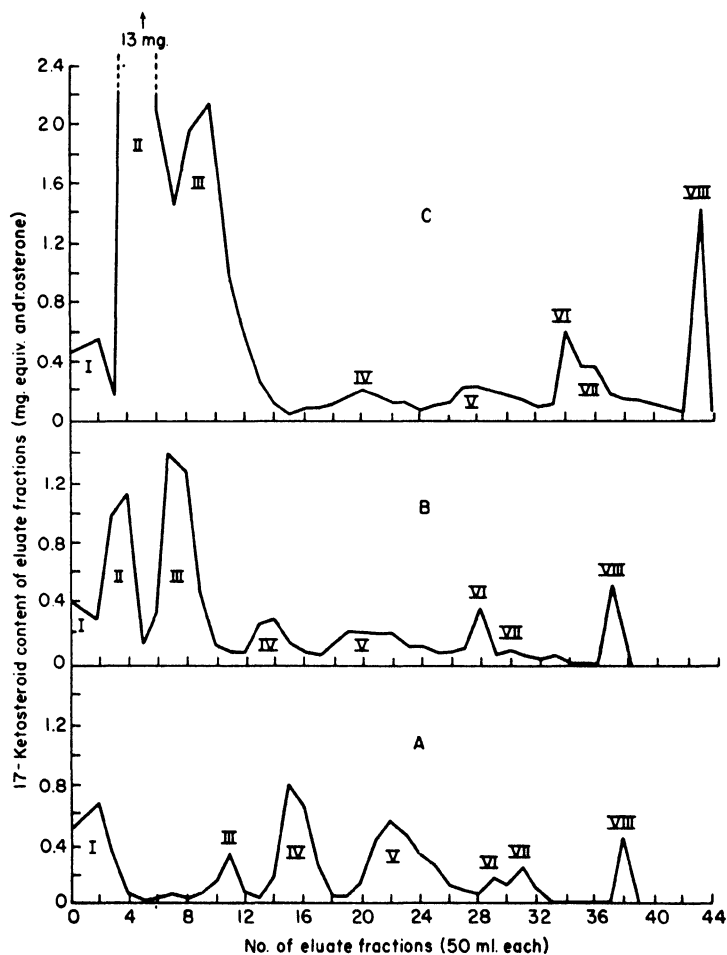 13 mg.
17-Ketosteroid content of eluate fractions (mg. equiv. androsterone)
2.4
2.0
1.6
1.2
0.8
0.4
0
I
II
III
IV
V
VI
VII
VIII
C
1.2
0.8
0.4
0
I
II
III
IV
V
VI
VII
VIII
B
1.2
0.8
0.4
0
I
III
IV
V
VI
VII
VIII
A
0 4 8 12 16 20 24 28 32 36 40 44
No. of eluate fractions (50 ml. each)